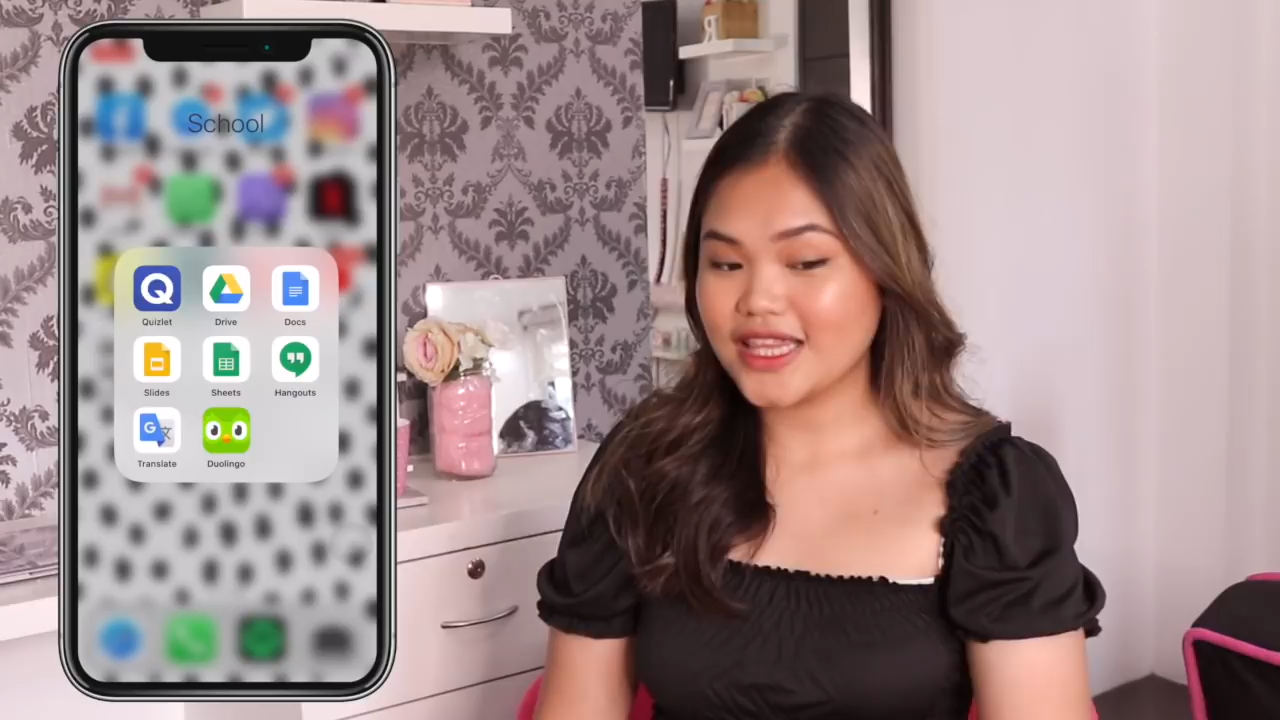 School
Quizlet Drive Docs
Slides Sheets Hangouts
Translate Duolingo